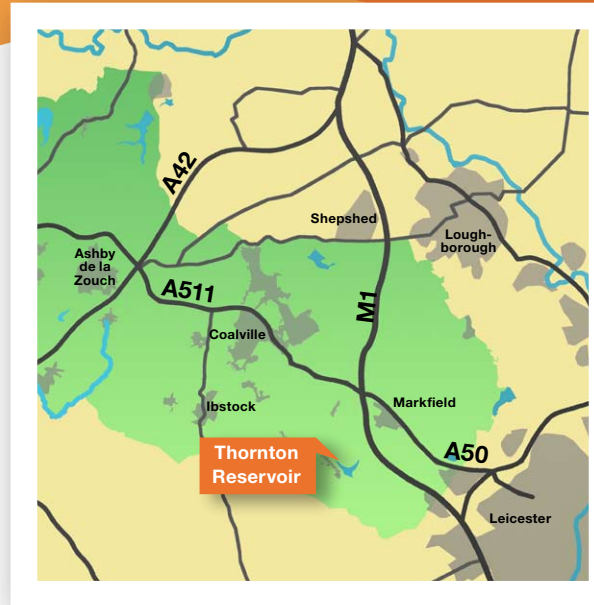 A42
Shepshed
Lough-
borough
Ashby
de la
Zouch
A511
M1
Coalville
Ibstock
Markfield
Thornton
Reservoir
A50
Leicester